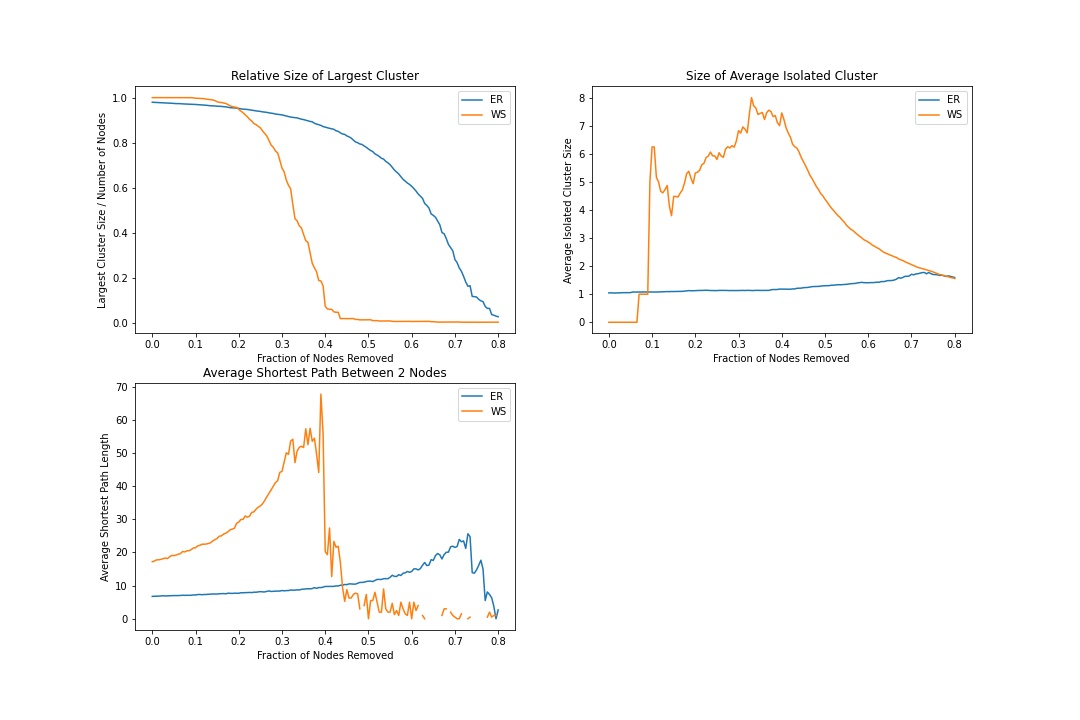 Relative Size of Largest Cluster
Largest Cluster Size / Number of Nodes
1.0
0.8
0.6
0.4
0.2
0.0
ER
WS
0.0 0.1 0.2 0.3 0.4 0.5 0.6 0.7 0.8
Fraction of Nodes Removed
Size of Average Isolated Cluster
Average Isolated Cluster Size
8
7
6
5
4
3
2
1
0
ER
WS
0.0 0.1 0.2 0.3 0.4 0.5 0.6 0.7 0.8
Fraction of Nodes Removed
Average Shortest Path Between 2 Nodes
Average Shortest Path Length
70
60
50
40
30
20
10
0
ER
WS
0.0 0.1 0.2 0.3 0.4 0.5 0.6 0.7 0.8
Fraction of Nodes Removed